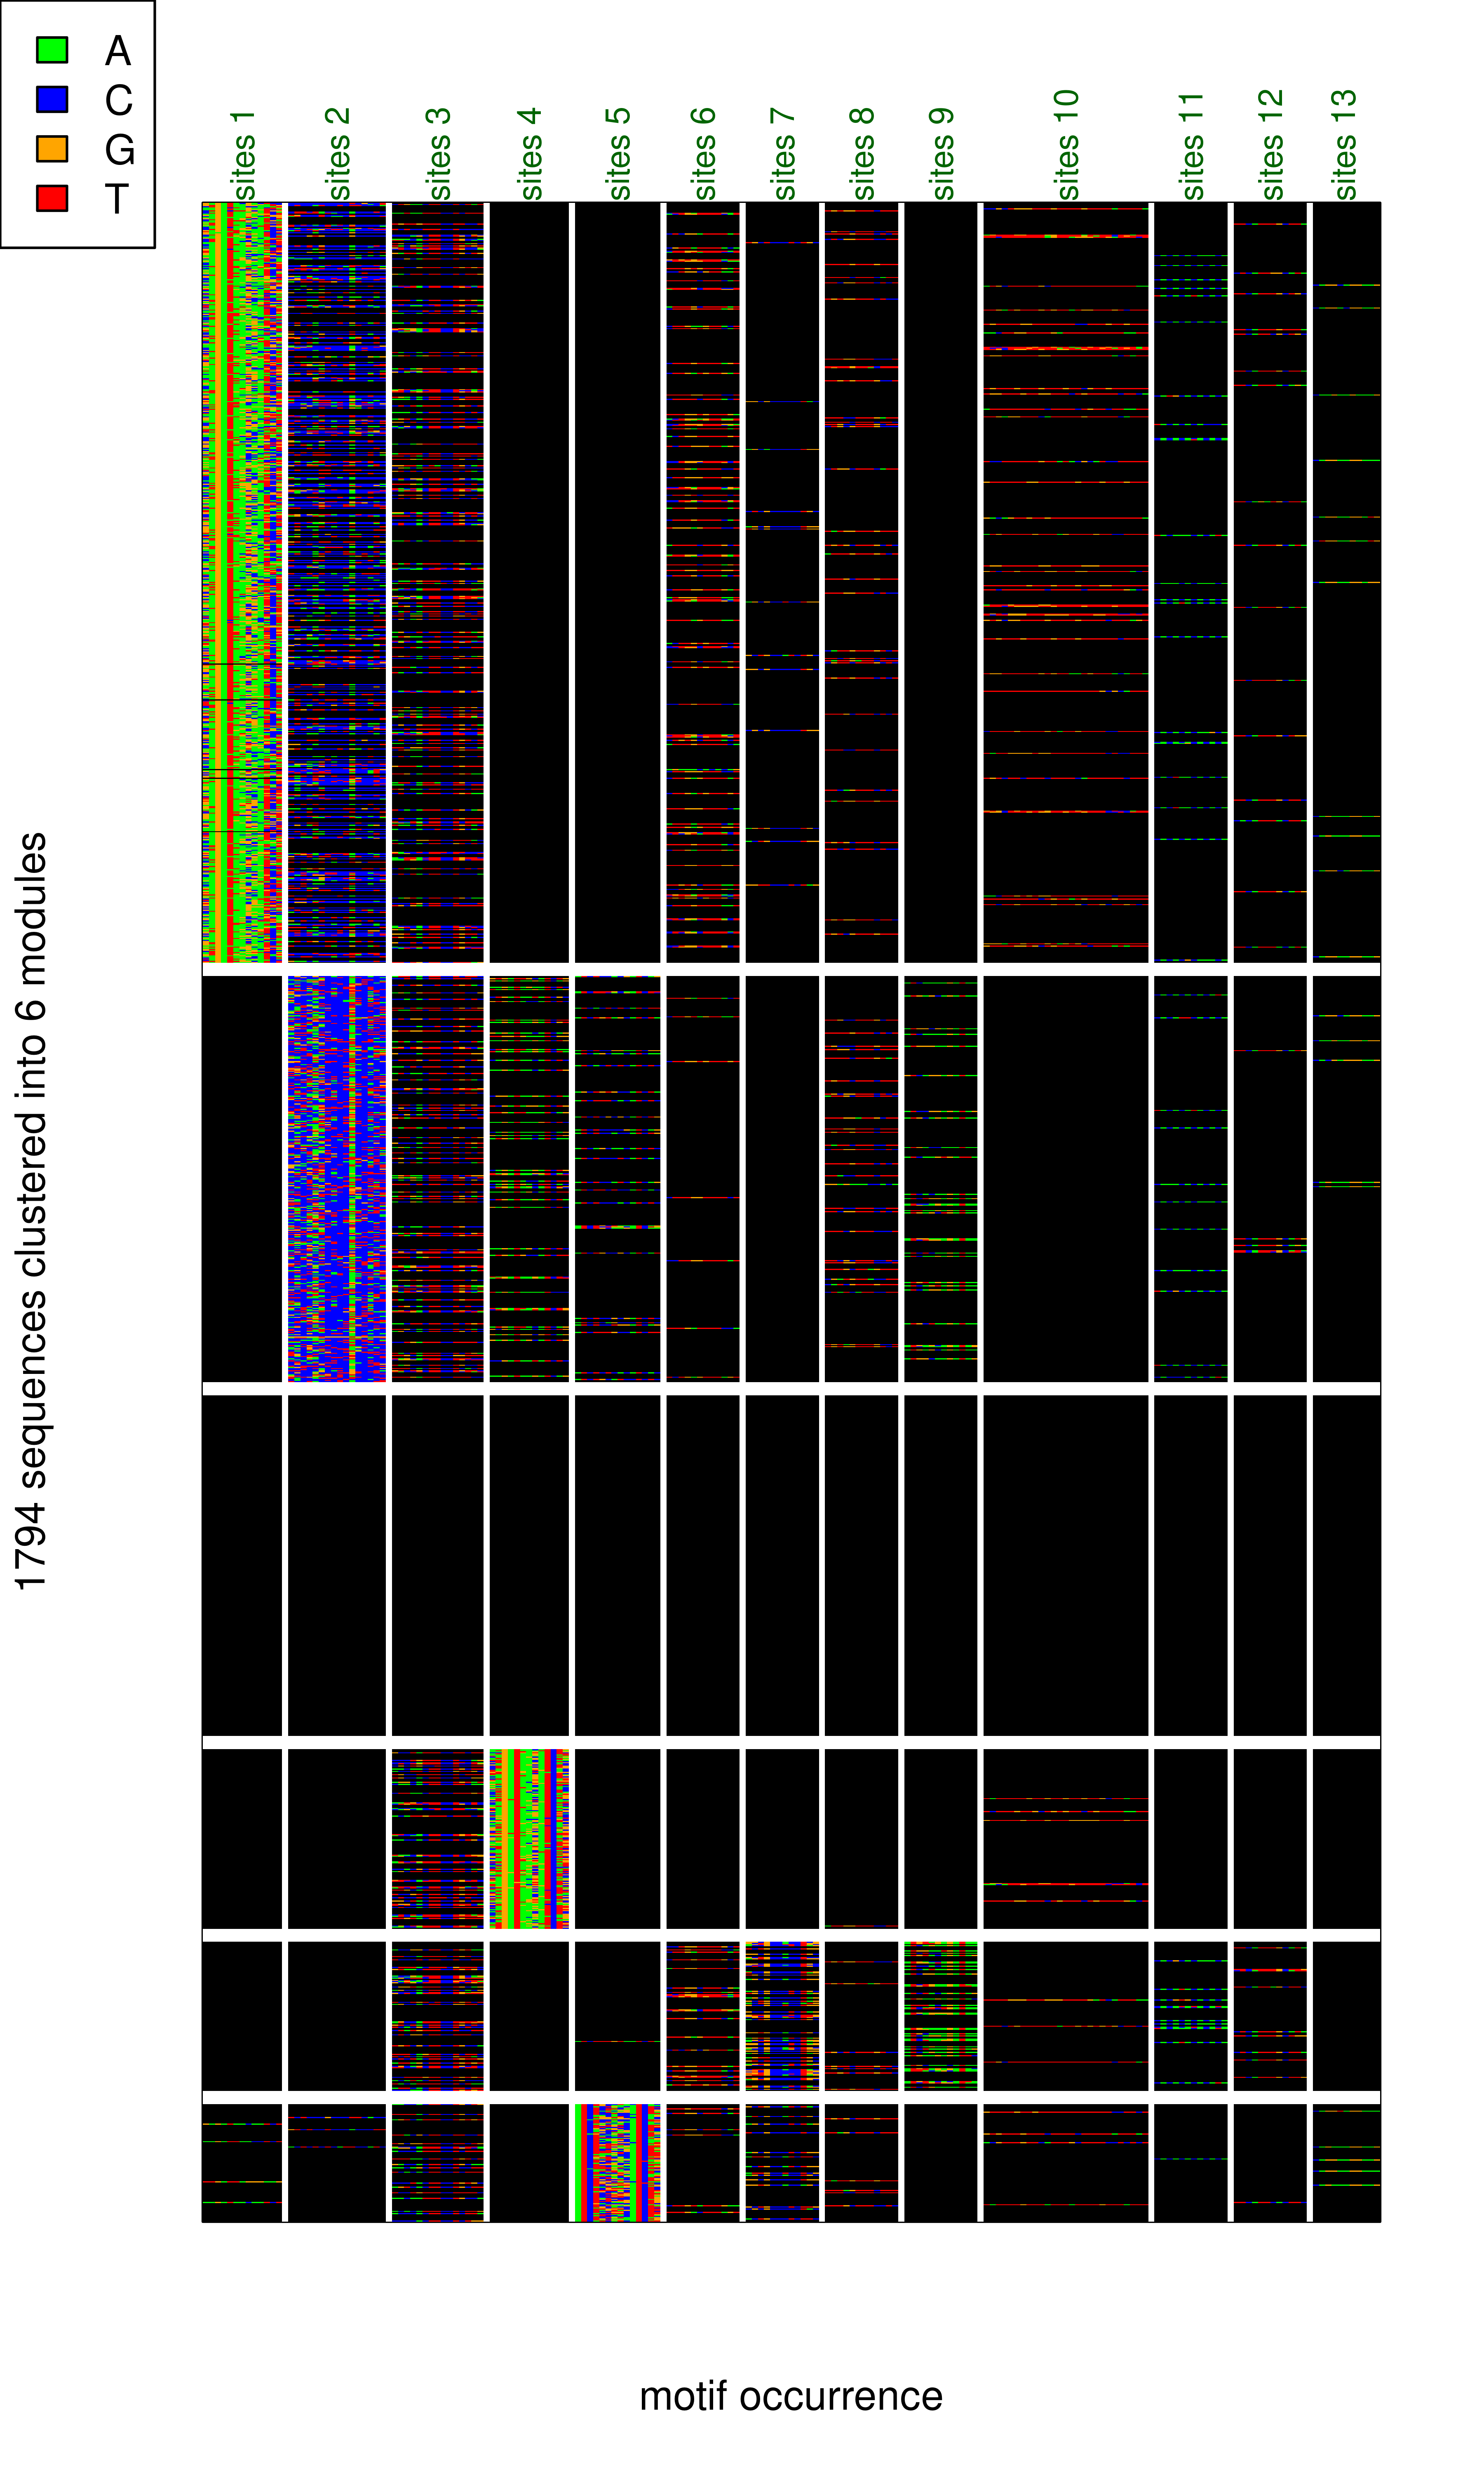 A
C
G
T
sites 1
sites 2
sites 3
sites 4
sites 5
sites 6
sites 7
sites 8
sites 9
sites 10
sites 11
sites 12
sites 13
1794 sequences clustered into 6 modules
motif occurrence